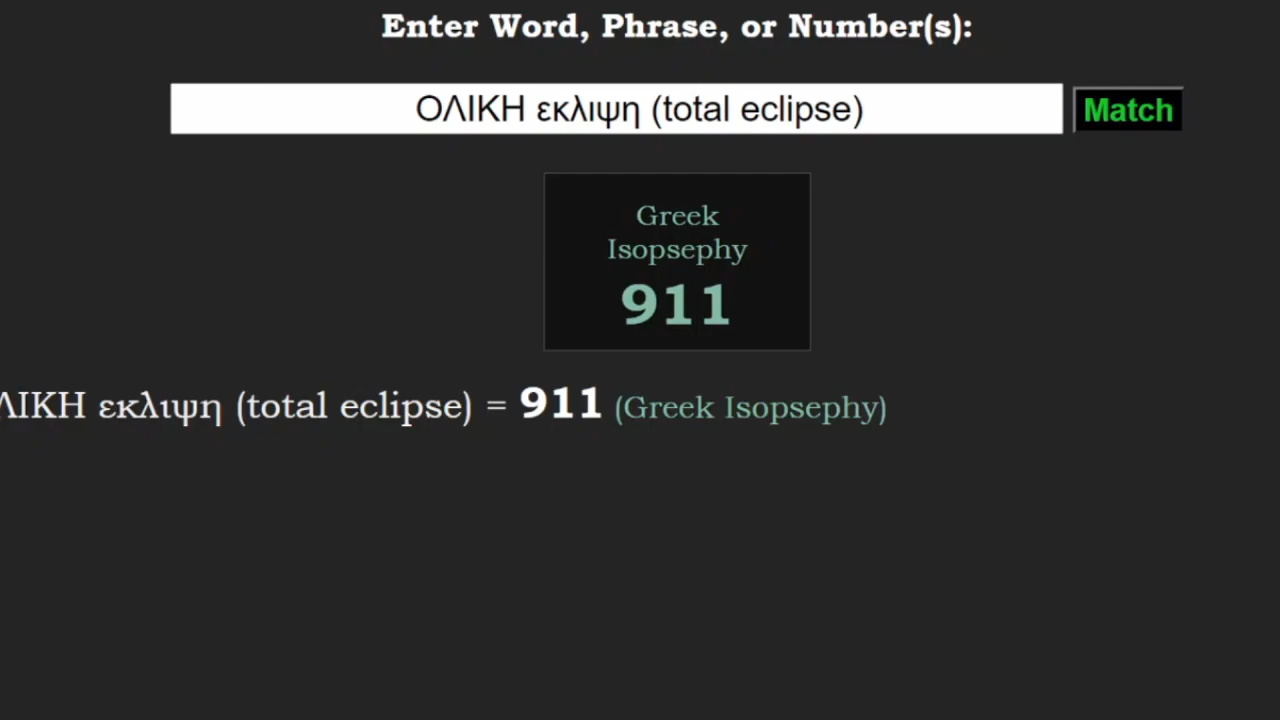 Enter Word, Phrase, or Number(s):
ΟΛΙΚΗ εκλιψη (total eclipse) Match
Greek
Isopsephy
911
ΛΙΚΗ εκλιψη (total eclipse) = 911 (Greek Isopsephy)